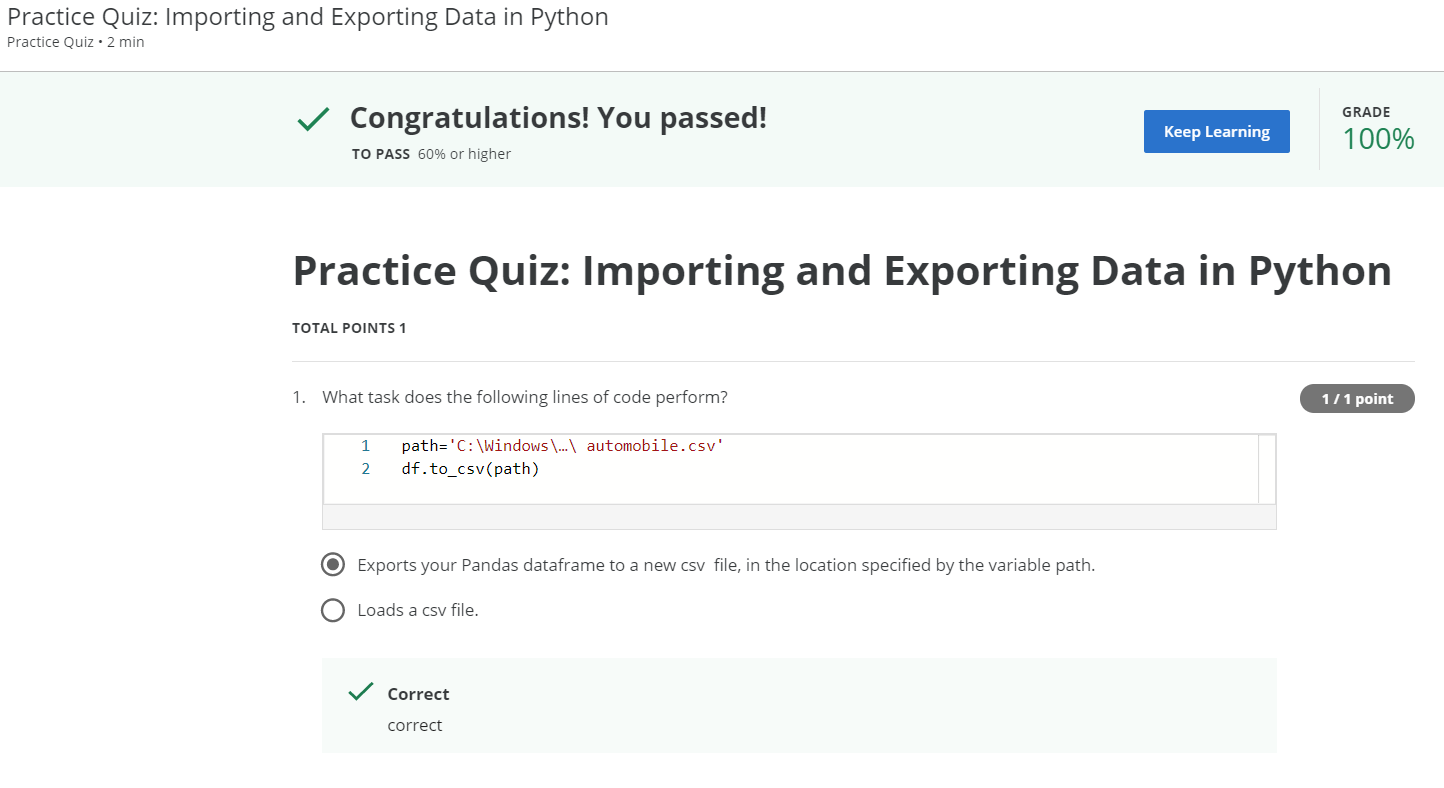 Practice Quiz: Importing and Exporting Data in Python
Practice Quiz • 2 min
Congratulations! You passed!
TO PASS 60% or higher
Keep Learning
GRADE
100%
Practice Quiz: Importing and Exporting Data in Python
TOTAL POINTS 1
1. What task does the following lines of code perform?
1 / 1 point
1 path='C:\Windows\…\ automobile.csv'
2 df.to_csv(path)
Exports your Pandas dataframe to a new csv  file, in the location specified by the variable path.
Loads a csv file.
Correct
correct